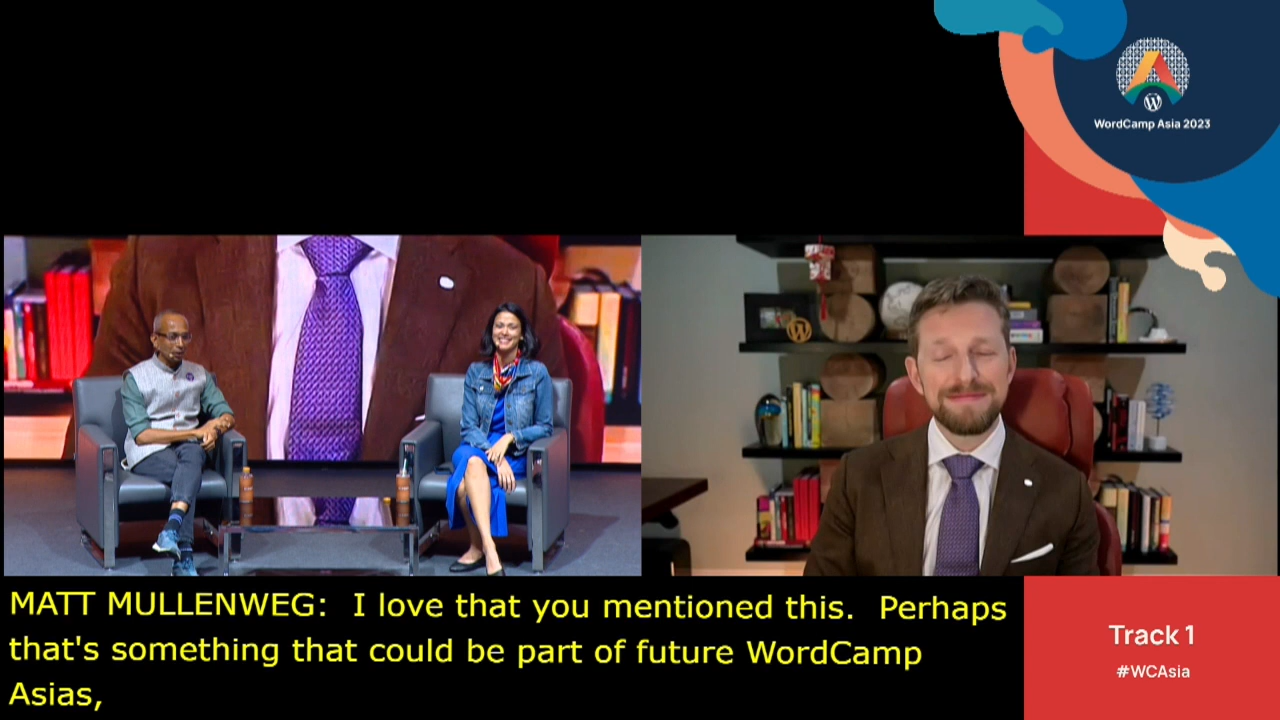 WordCamp Asia 2023
MATT MULLENWEG:  I love that you mentioned this.  Perhaps
that's something that could be part of future WordCamp
Asias,
Track 1
#WCAsia